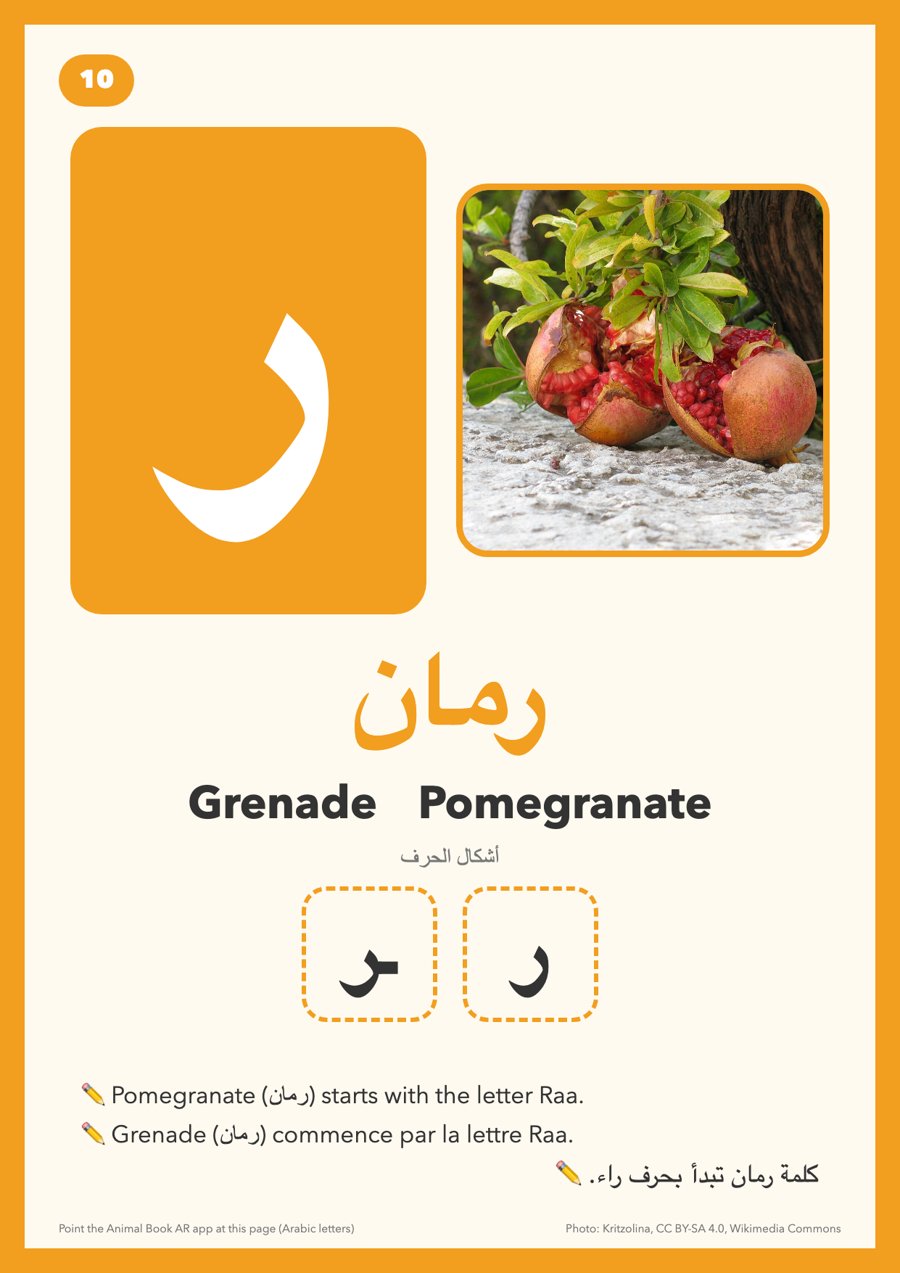 10
ر
رمان
Grenade Pomegranate
أشكال الحرف
ر ـر
✏️ Pomegranate (رمان) starts with the letter Raa.
✏️ Grenade (رمان) commence par la lettre Raa.
كلمة رمان تبدأ بحرف راء. ✏️
Point the Animal Book AR app at this page (Arabic letters)
Photo: Kritzolina, CC BY-SA 4.0, Wikimedia Commons